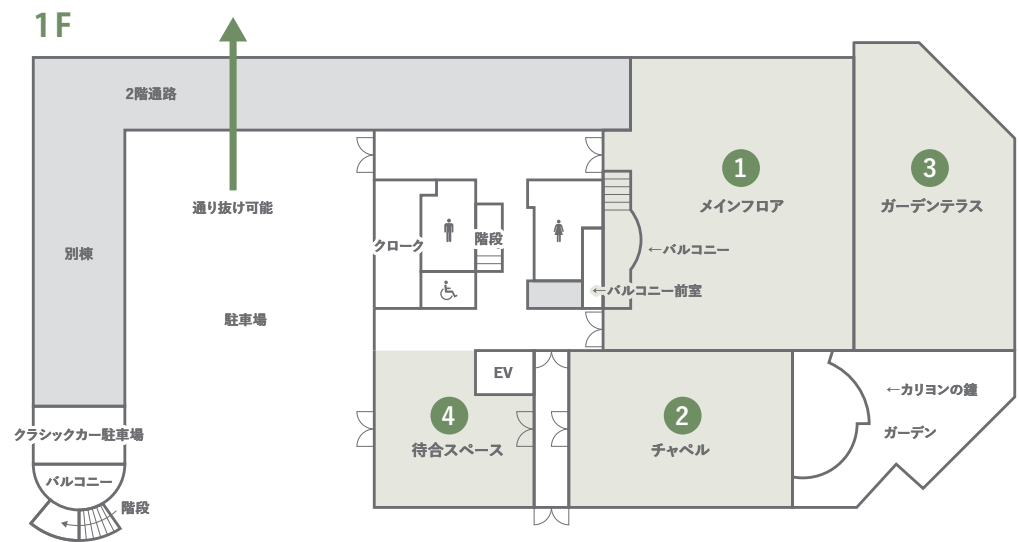 1F
2階通路
1
メインフロア
3
ガーデンテラス
通り抜け可能
クローク
階段
←バルコニー
別棟
←バルコニー前室
駐車場
EV
←カリヨンの鐘
4
待合スペース
2
チャペル
ガーデン
クラシックカー駐車場
バルコニー
階段